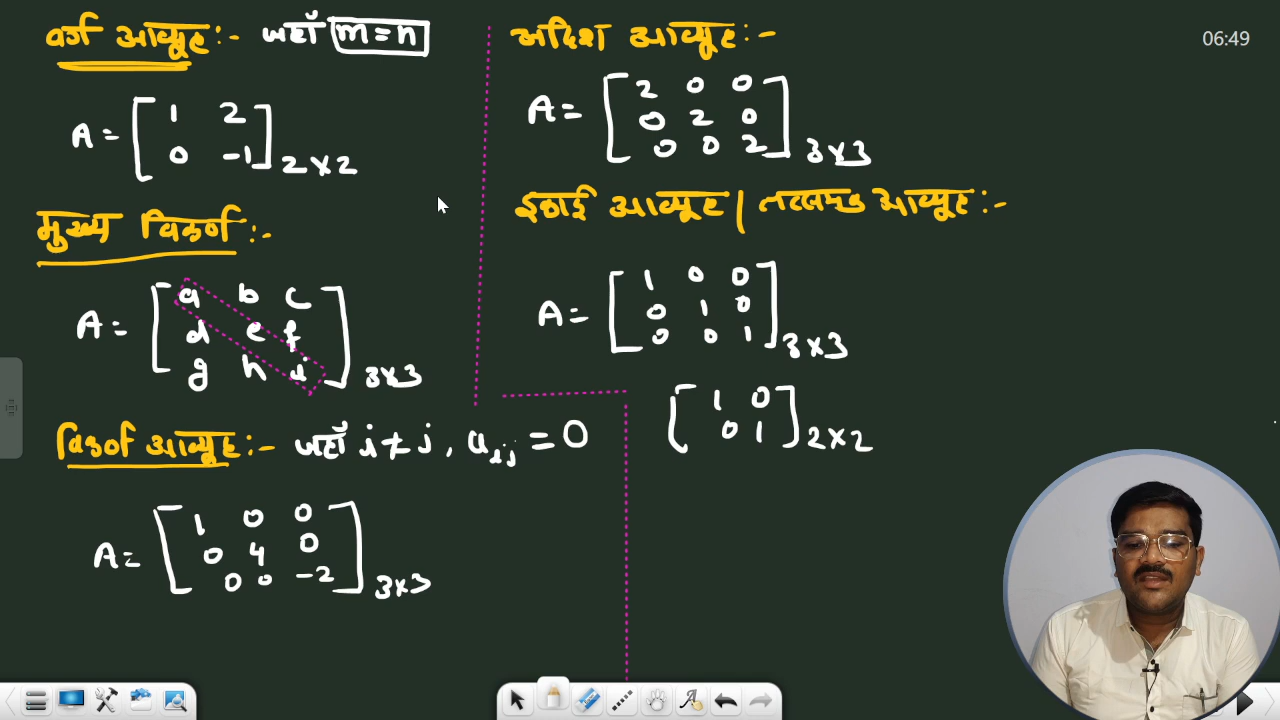 वर्ग आव्यूह:- जहाँ m=n
A = [ 1 2
0 -1 ] 2×2
मुख्य विकर्ण:-
A = [ a b c
d e f
g h i ] 3×3
विकर्ण आव्यूह:- जहाँ i≠j, aij = 0
A = [ 1 0 0
0 4 0
0 0 -2 ] 3×3
अदिश आव्यूह:-
A = [ 2 0 0
0 2 0
0 0 2 ] 3×3
इकाई आव्यूह | तत्समक आव्यूह:-
A = [ 1 0 0
0 1 0
0 0 1 ] 3×3
[ 1 0
0 1 ] 2×2
06:49